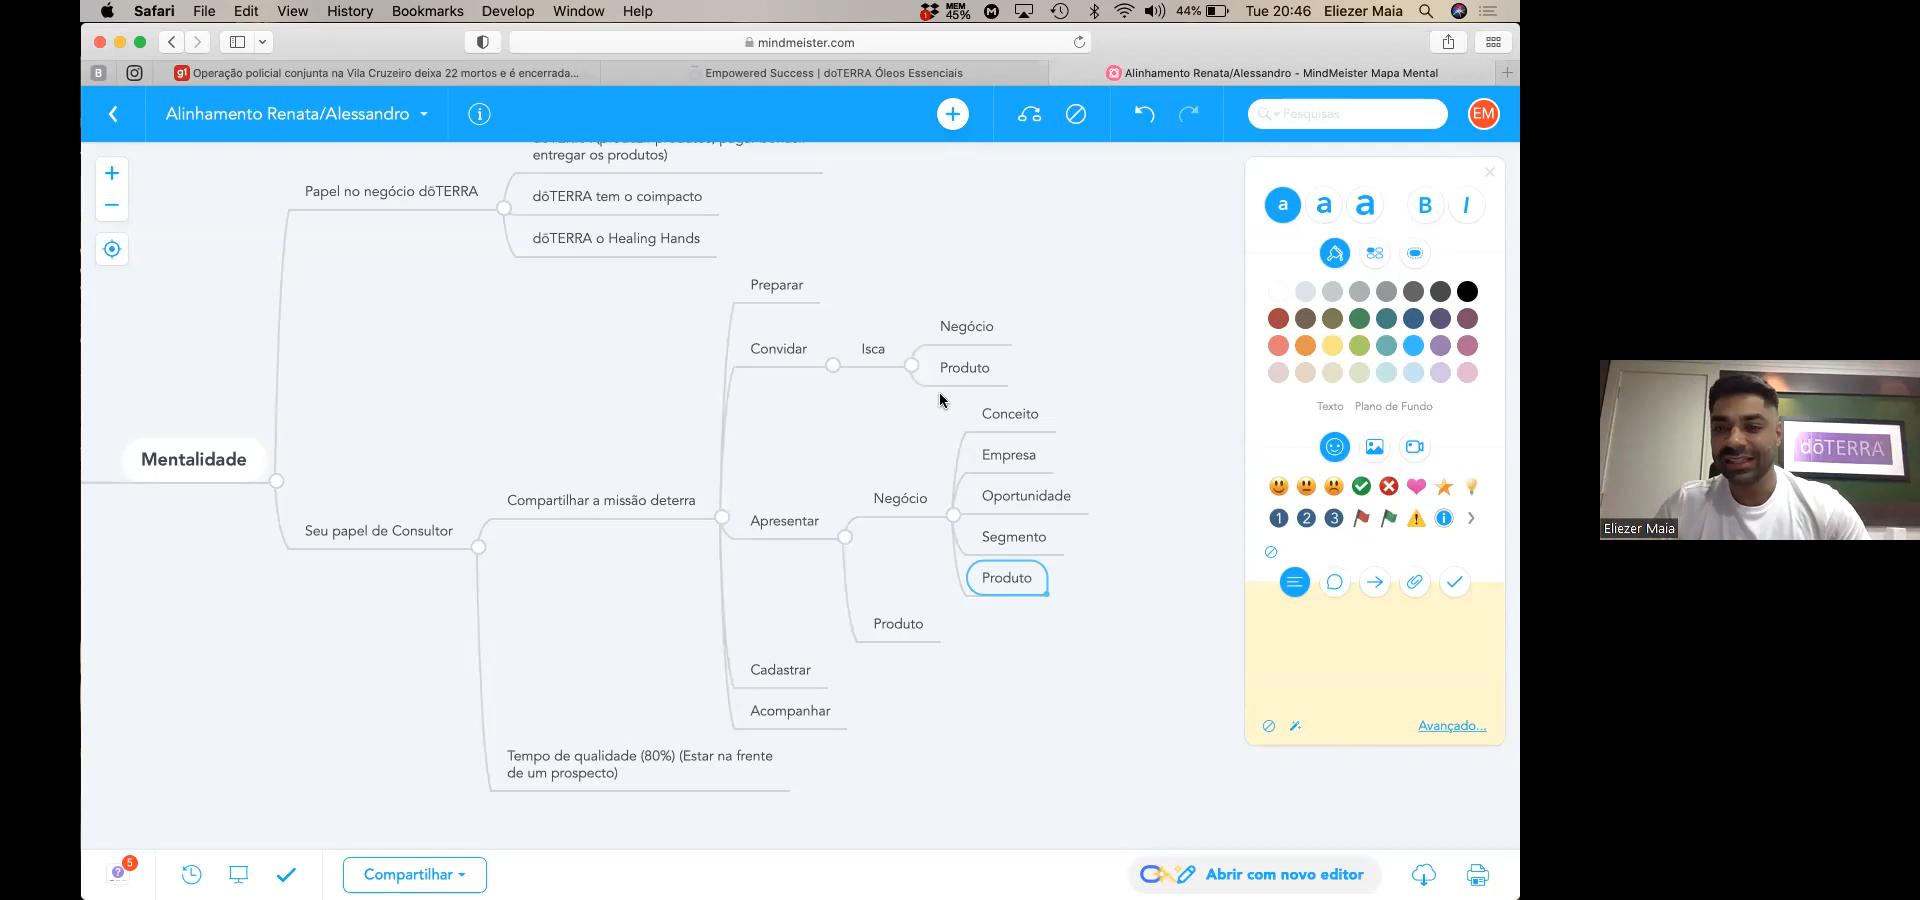 Safari File Edit View History Bookmarks Develop Window Help
1 MEM 45% 44% Tue 20:46 Eliezer Maia
mindmeister.com
B g1 Operação policial conjunta na Vila Cruzeiro deixa 22 mortos e é encerrada... Empowered Success | doTERRA Óleos Essenciais Alinhamento Renata/Alessandro - MindMeister Mapa Mental
Alinhamento Renata/Alessandro
Pesquisas
EM
entregar os produtos)
Papel no negócio dōTERRA
dōTERRA tem o coimpacto
dōTERRA o Healing Hands
Preparar
Convidar
Isca
Negócio
Produto
Conceito
Empresa
Oportunidade
Segmento
Produto
Mentalidade
Seu papel de Consultor
Compartilhar a missão deterra
Apresentar
Negócio
Produto
Cadastrar
Acompanhar
Tempo de qualidade (80%) (Estar na frente
de um prospecto)
a a a B I
Texto Plano de Fundo
1 2 3
Avançado...
5
Compartilhar
Abrir com novo editor
dōTERRA
Eliezer Maia